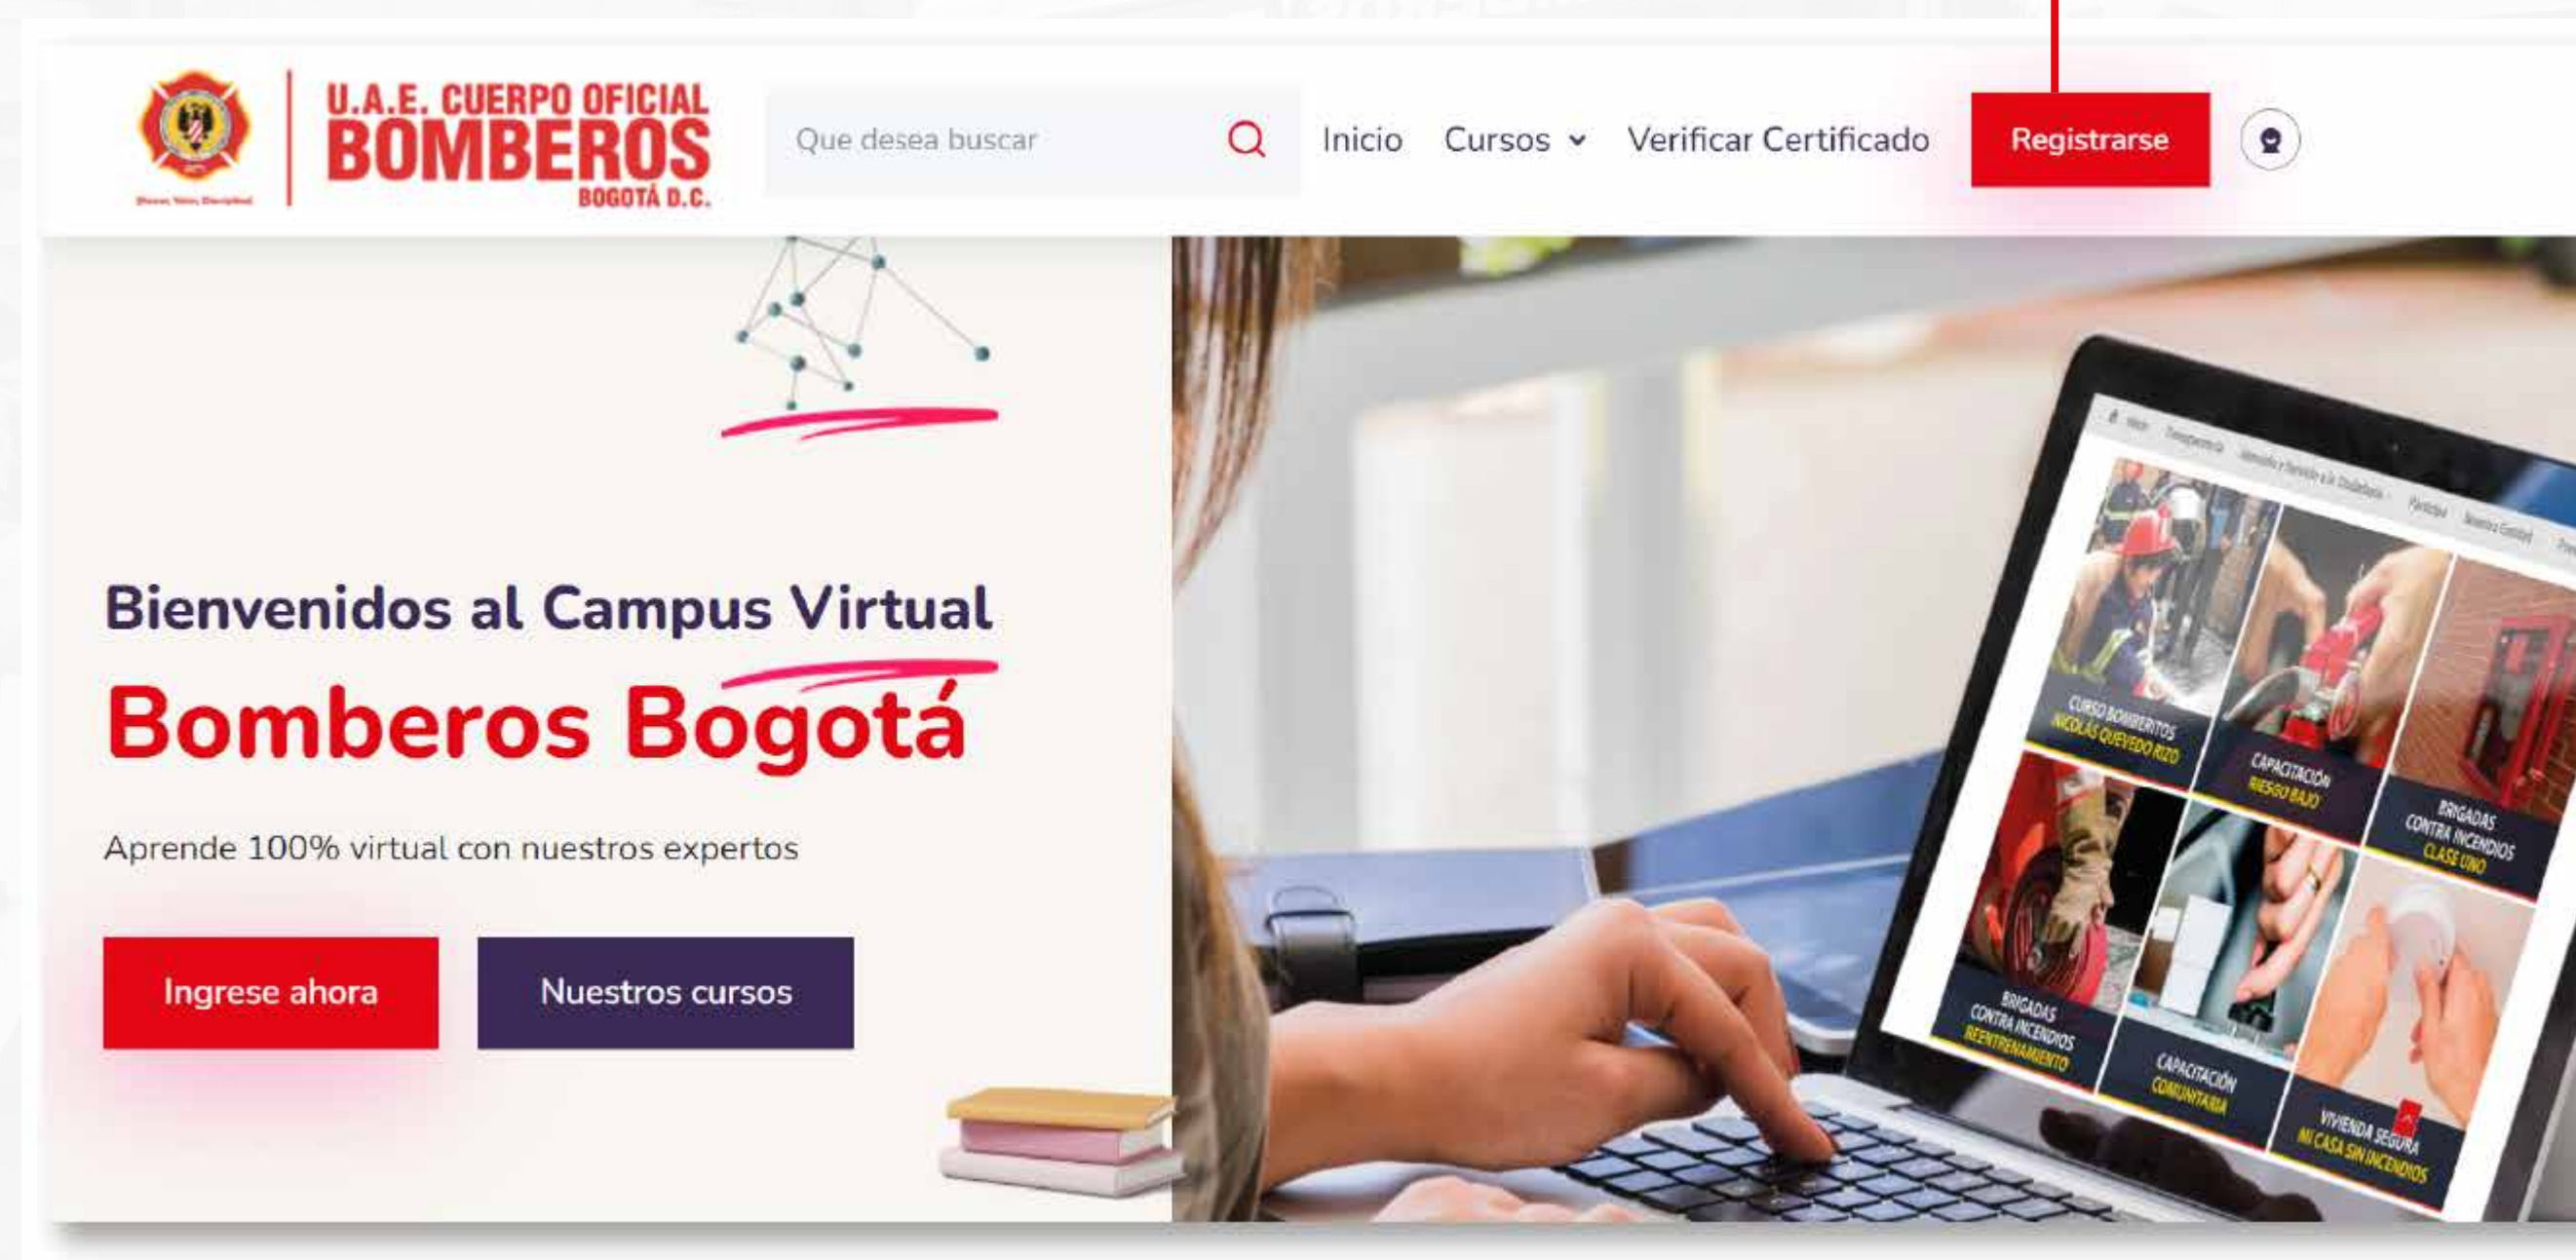 U.A.E. CUERPO OFICIAL
BOMBEROS
BOGOTÁ D.C.
Que desea buscar
Inicio
Cursos
Verificar Certificado
Registrarse
Bienvenidos al Campus Virtual
Bomberos Bogotá
Aprende 100% virtual con nuestros expertos
Ingrese ahora
Nuestros cursos
CURSO BOMBERITOS
NICOLÁS QUEVEDO RIZO
CAPACITACIÓN
RIESGO BAJO
BRIGADAS
CONTRA INCENDIOS
CLASE UNO
BRIGADAS
CONTRA INCENDIOS
REENTRENAMIENTO
CAPACITACIÓN
COMUNITARIA
VIVIENDA SEGURA
MI CASA SIN INCENDIOS